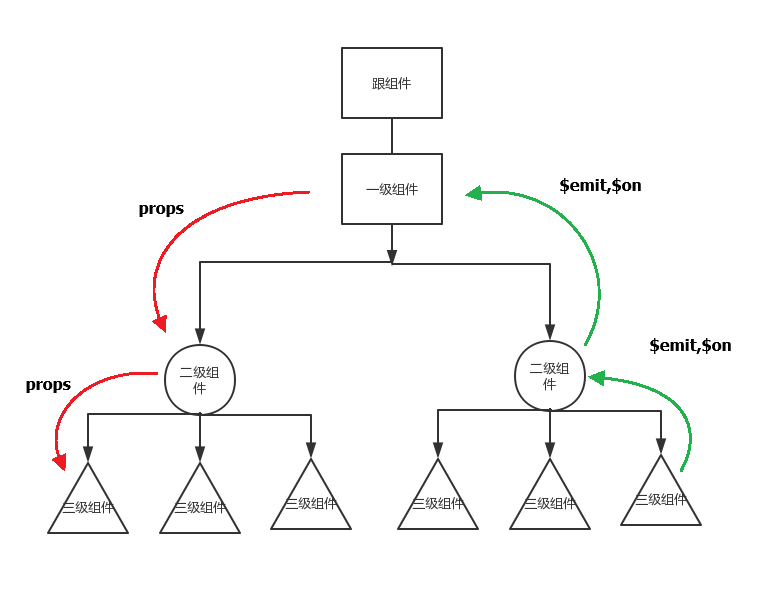 跟组件
一级组件
$emit,$on
props
$emit,$on
二级组
件
二级组
件
props
三级组件
三级组件
三级组件
三级组件
三级组件
三级组件